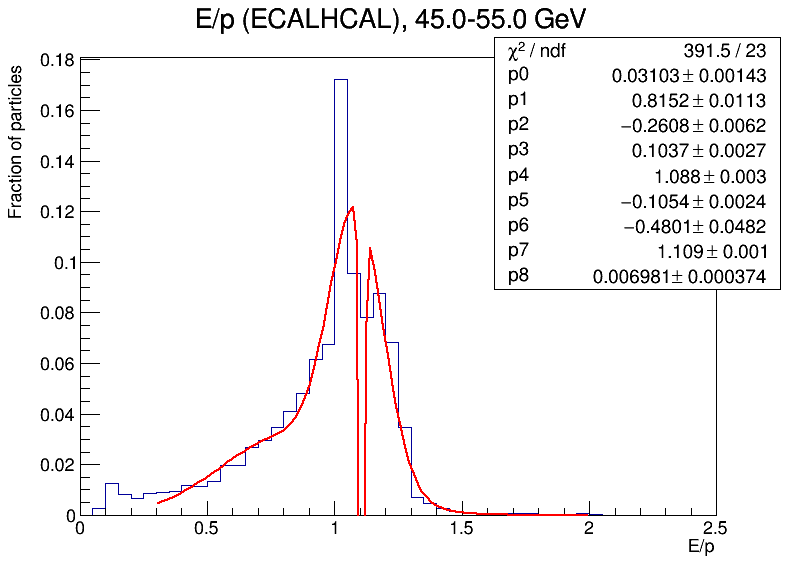 E/p (ECALHCAL), 45.0-55.0 GeV
χ² / ndf 391.5 / 23
p0 0.03103 ± 0.00143
p1 0.8152 ± 0.0113
p2 −0.2608 ± 0.0062
p3 0.1037 ± 0.0027
p4 1.088 ± 0.003
p5 −0.1054 ± 0.0024
p6 −0.4801 ± 0.0482
p7 1.109 ± 0.001
p8 0.006981 ± 0.000374
Fraction of particles
0.18
0.16
0.14
0.12
0.1
0.08
0.06
0.04
0.02
0
0 0.5 1 1.5 2 2.5
E/p